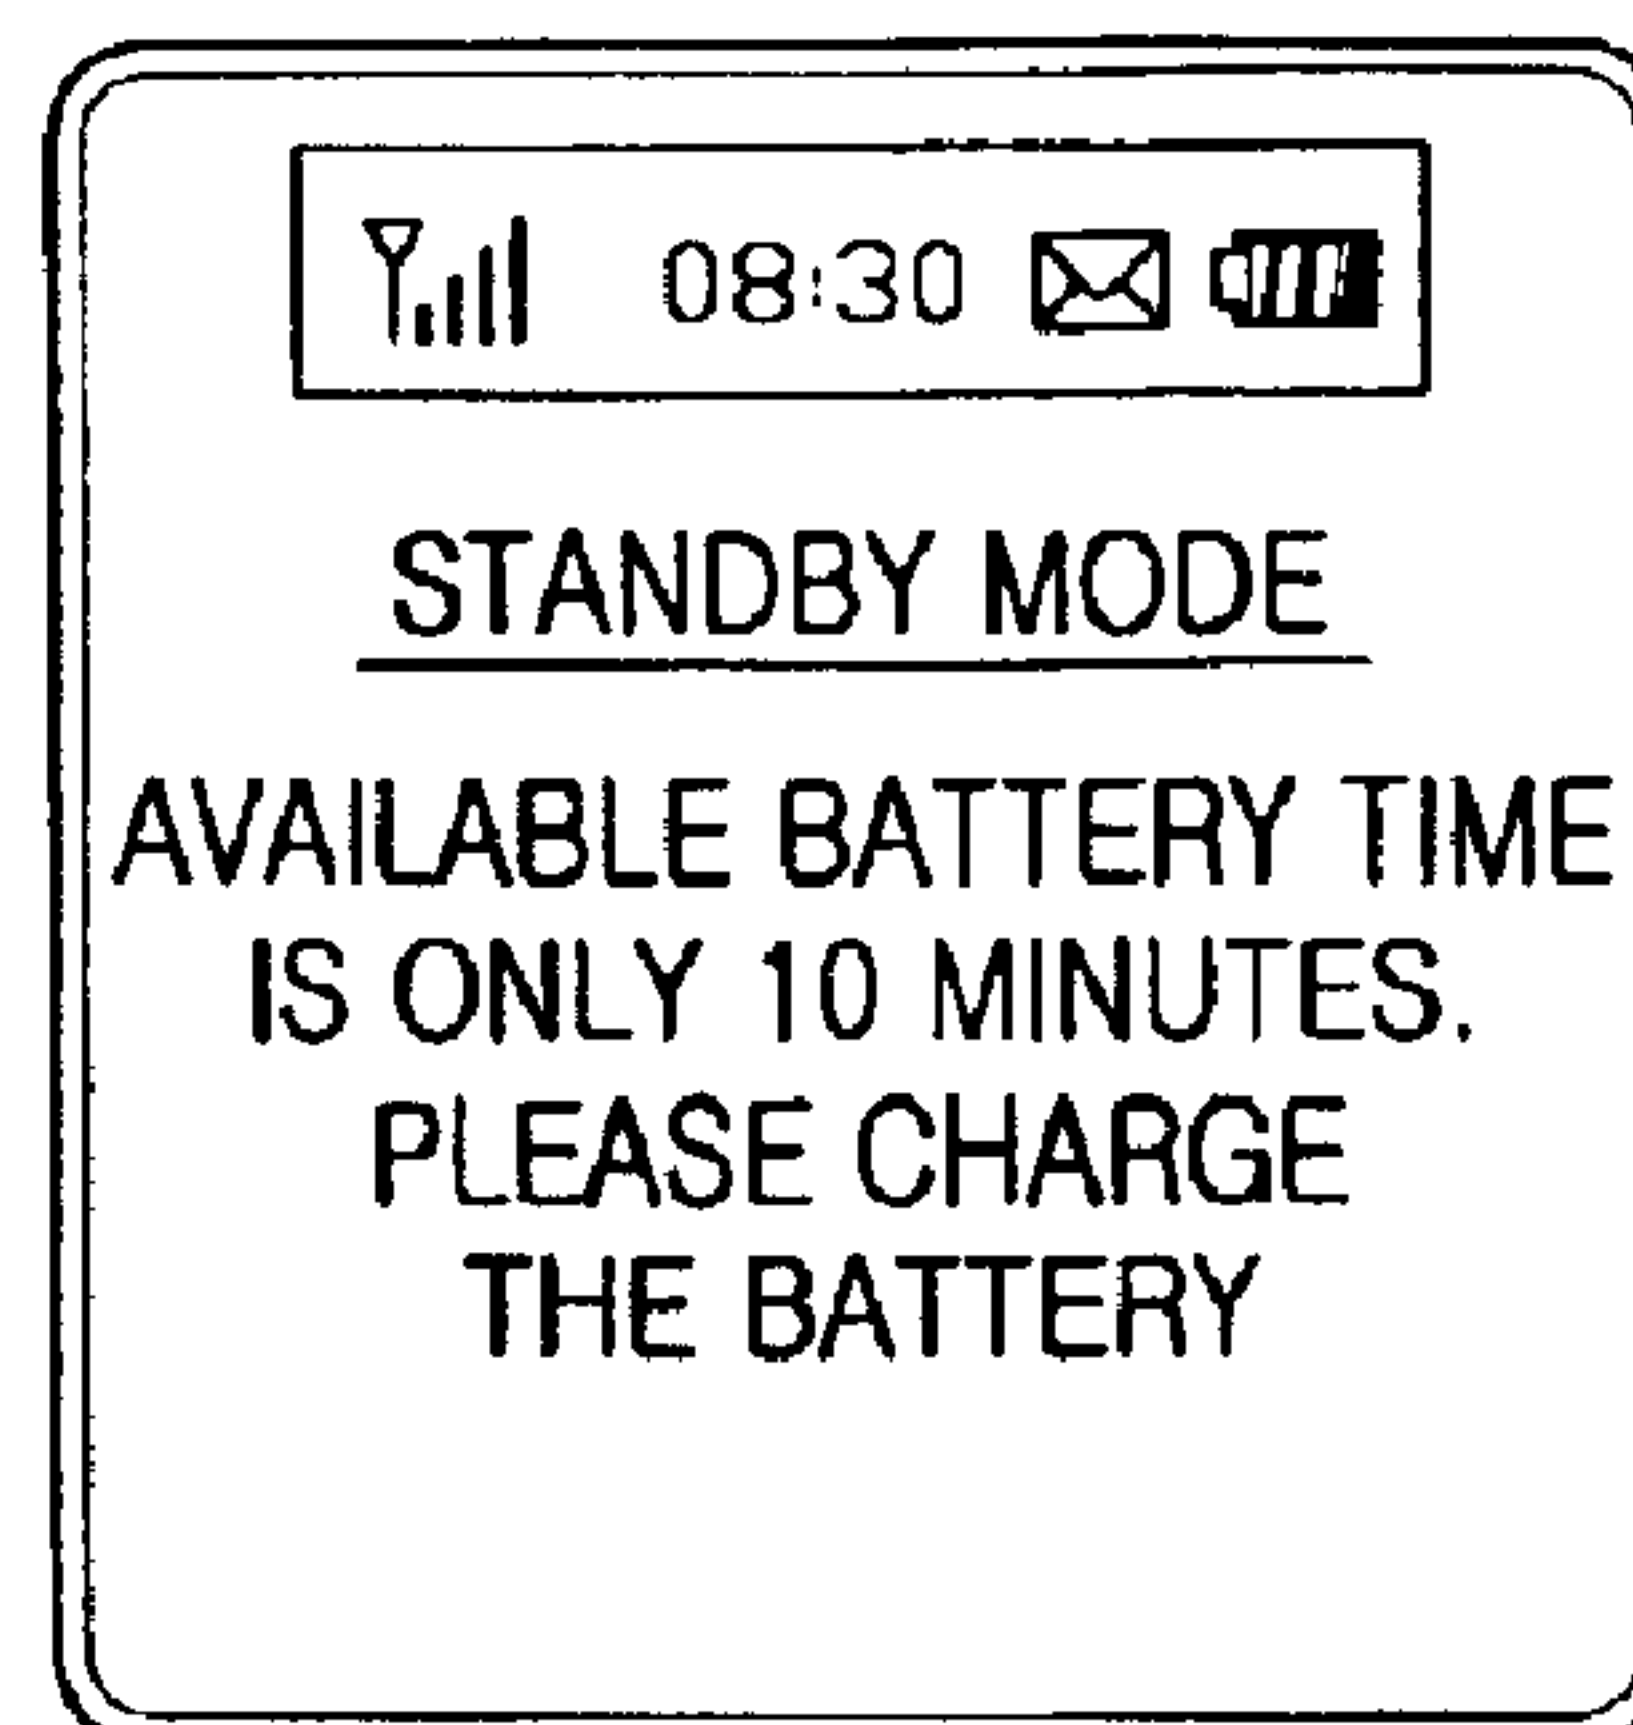 08:30
STANDBY MODE
AVAILABLE BATTERY TIME
IS ONLY 10 MINUTES.
PLEASE CHARGE
THE BATTERY